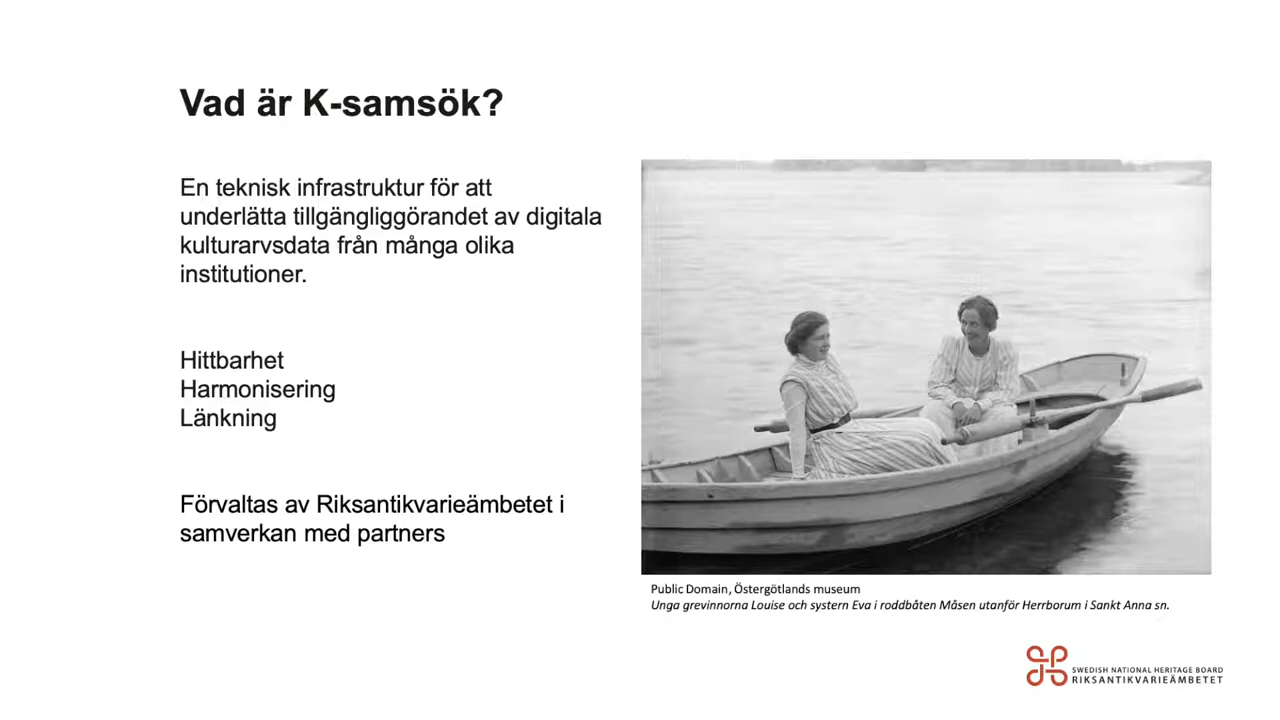 Vad är K-samsök?
En teknisk infrastruktur för att
underlätta tillgängliggörandet av digitala
kulturarvsdata från många olika
institutioner.
Hittbarhet
Harmonisering
Länkning
Förvaltas av Riksantikvarieämbetet i
samverkan med partners
Public Domain, Östergötlands museum
Unga grevinnorna Louise och systern Eva i roddbåten Måsen utanför Herrborum i Sankt Anna sn.
SWEDISH NATIONAL HERITAGE BOARD
RIKSANTIKVARIEÄMBETET